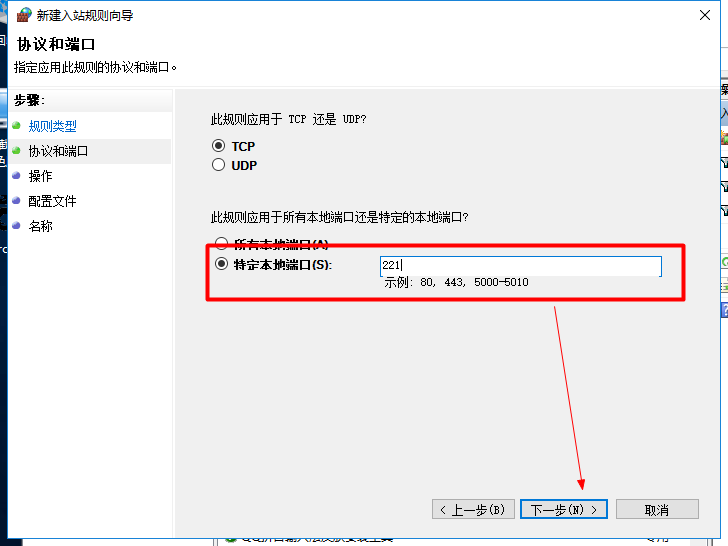 新建入站规则向导
协议和端口
指定应用此规则的协议和端口。
步骤:
规则类型
协议和端口
操作
配置文件
名称
此规则应用于 TCP 还是 UDP?
TCP
UDP
此规则应用于所有本地端口还是特定的本地端口?
所有本地端口(A)
特定本地端口(S):
221
示例: 80, 443, 5000-5010
< 上一步(B)
下一步(N) >
取消